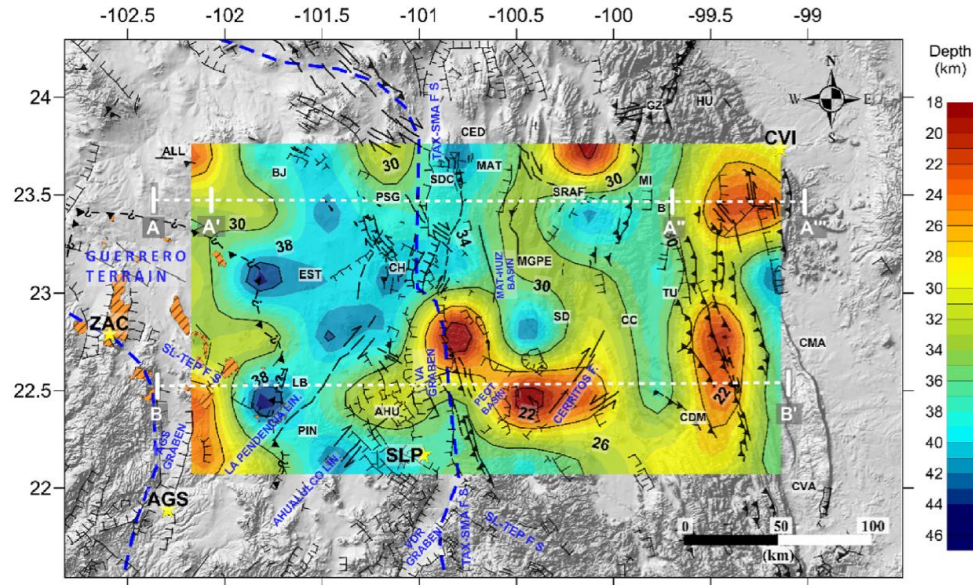 -102.5 -102 -101.5 -101 -100.5 -100 -99.5 -99
Depth
(km)
18
20
22
24
26
28
30
32
34
36
38
40
42
44
46
24
23.5
23
22.5
22
N
W E
S
GZ HU
CED
TAX-SMA F S
CVI
ALL
BJ
30
SDC
MAT
30
MI
SRAF
PSG
B
A
A'
A''
A'''
30
34
GUERRERO
TERRAIN
38
EST
CH
MGPE
MAT-HUIZ
BASIN
30
TU
ZAC
SD
CC
CMA
SL-TEP F S
VA
GRABEN
38
LB
B
B'
PEOT
BASIN
22
CERRITOS F.
22
AHU
CDM
AGS
GRABEN
LA PENDENCIA LIN.
PIN
26
SLP
AHUALULCO LIN
AGS
VDR
GRABEN
TAX-SMA F S
SL-TEP F S
CVA
0 50 100
(km)